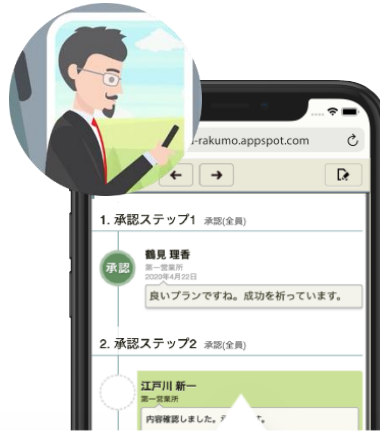 -rakumo.appspot.com
1. 承認ステップ1 承認(全員)
承認
鶴見 理香
第一営業所
2020年4月22日
良いプランですね。成功を祈っています。
2. 承認ステップ2 承認(全員)
江戸川 新一
第一営業所
内容確認しました。
す。